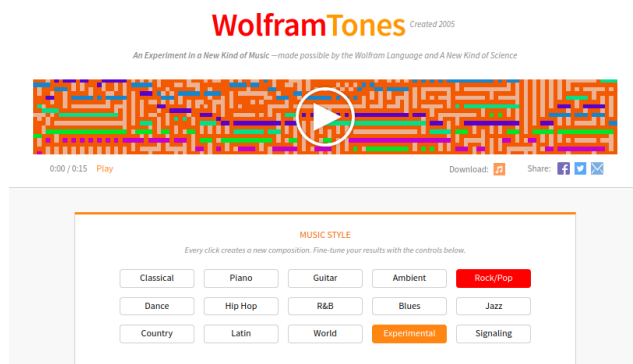 WolframTones Created 2005
An Experiment in a New Kind of Music —made possible by the Wolfram Language and A New Kind of Science
0:00 / 0:15 Play Download: Share:
MUSIC STYLE
Every click creates a new composition. Fine-tune your results with the controls below.
Classical Piano Guitar Ambient Rock/Pop
Dance Hip Hop R&B Blues Jazz
Country Latin World Experimental Signaling